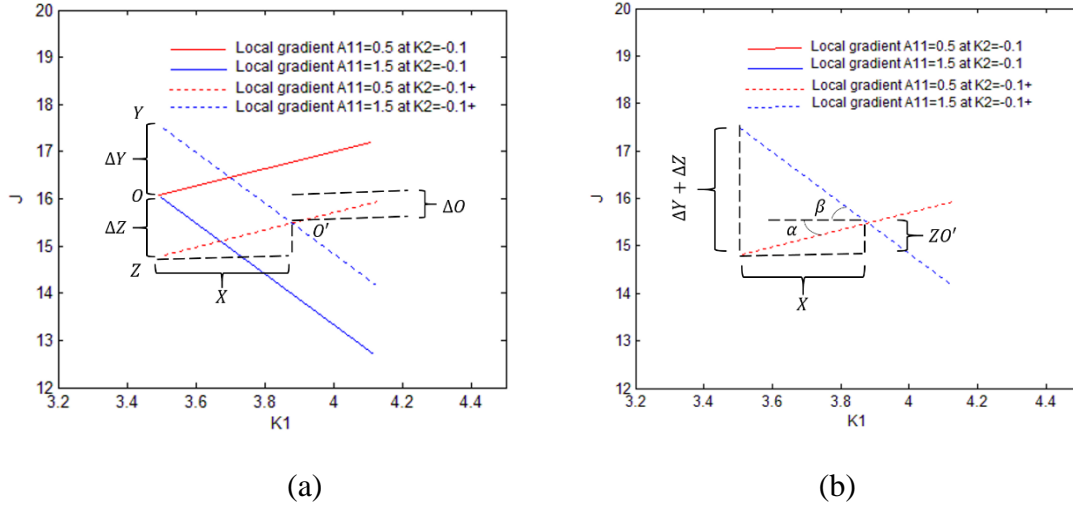 20
19
18
17
16
15
14
13
12
3.2 3.4 3.6 3.8 4 4.2 4.4
K1
J
Local gradient A11=0.5 at K2=-0.1
Local gradient A11=1.5 at K2=-0.1
Local gradient A11=0.5 at K2=-0.1+
Local gradient A11=1.5 at K2=-0.1+
Y
ΔY
O
ΔZ
Z
X
O′
ΔO
(a)
20
19
18
17
16
15
14
13
12
3.2 3.4 3.6 3.8 4 4.2 4.4
K1
J
Local gradient A11=0.5 at K2=-0.1
Local gradient A11=1.5 at K2=-0.1
Local gradient A11=0.5 at K2=-0.1+
Local gradient A11=1.5 at K2=-0.1+
ΔY + ΔZ
β
α
ZO′
X
(b)